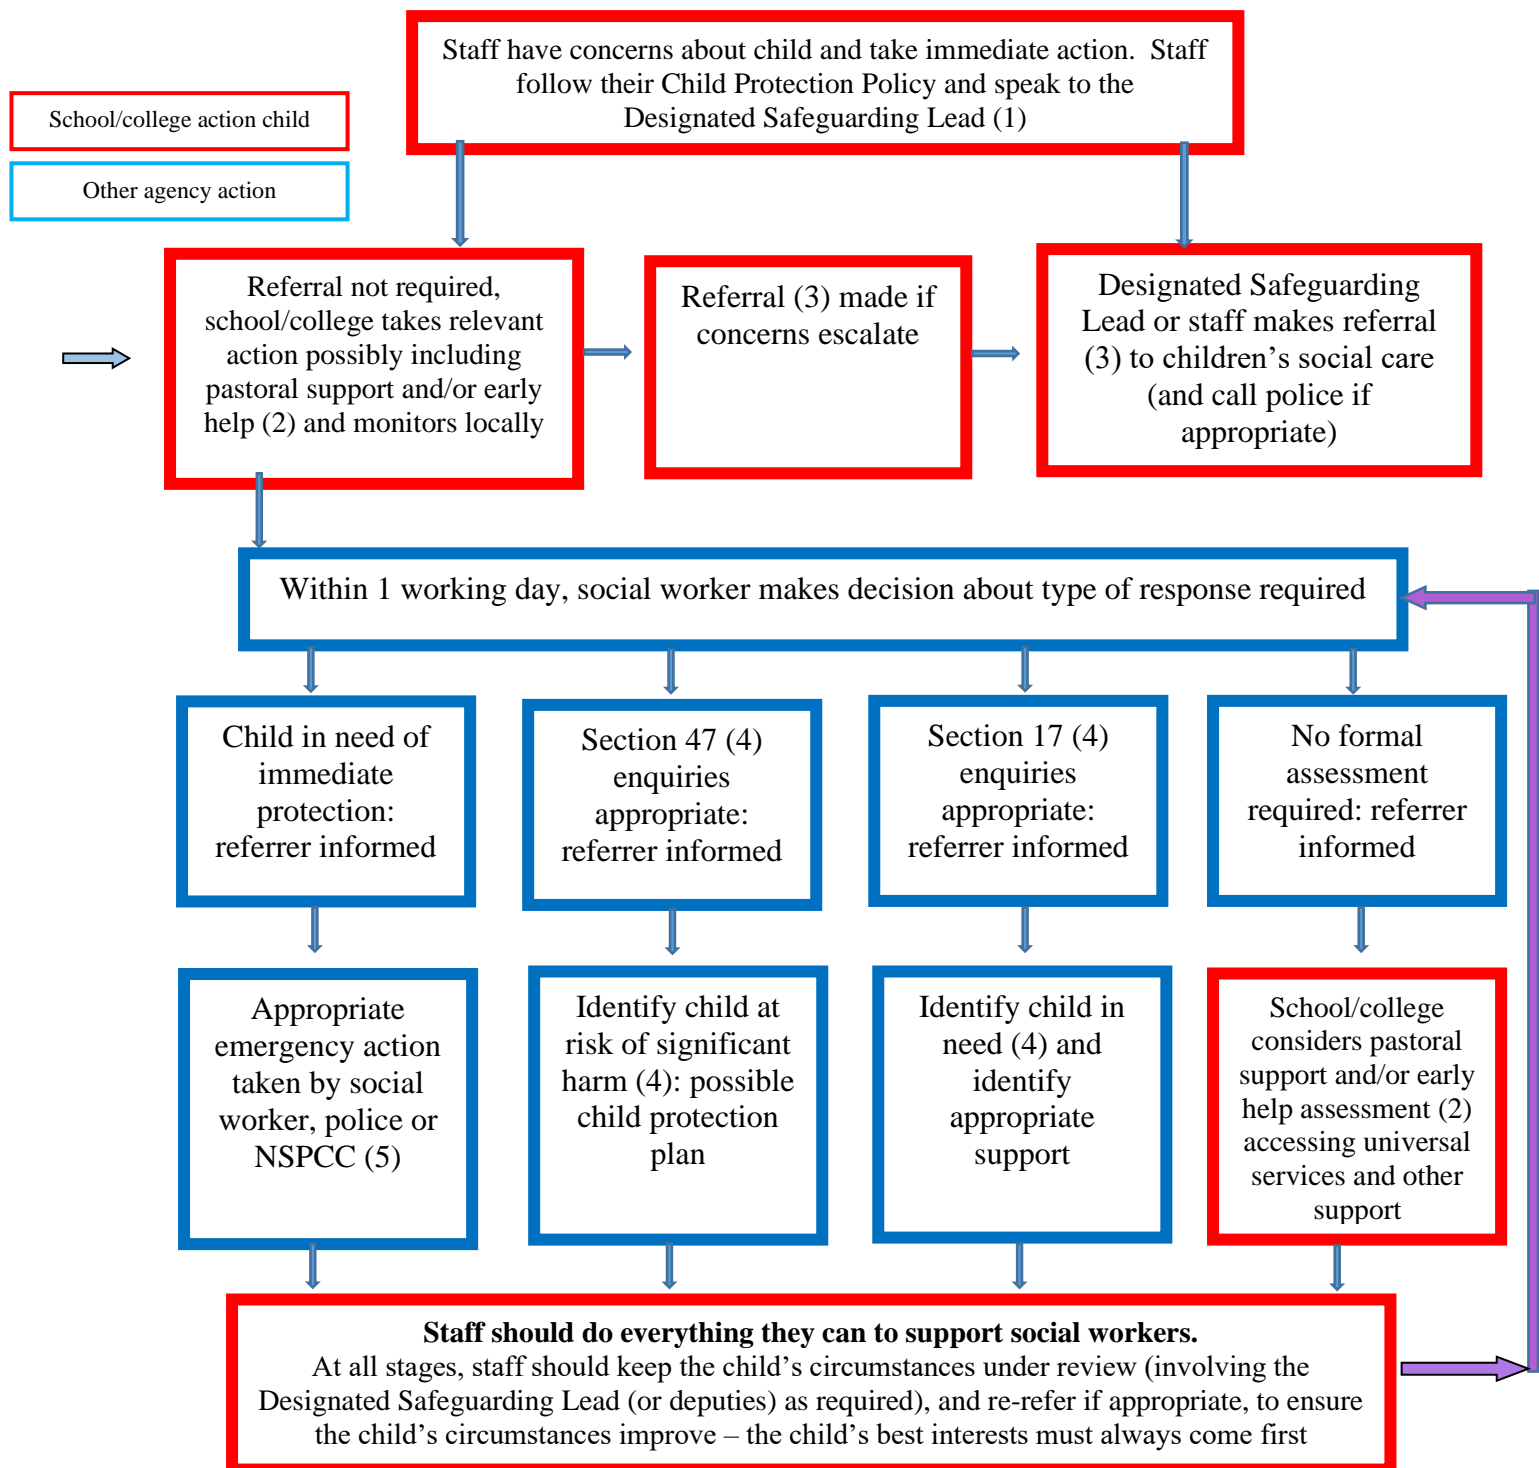 Staff have concerns about child and take immediate action.  Staff
follow their Child Protection Policy and speak to the
Designated Safeguarding Lead (1)
School/college action child
Other agency action
Referral not required,
school/college takes relevant
action possibly including
pastoral support and/or early
help (2) and monitors locally
Referral (3) made if
concerns escalate
Designated Safeguarding
Lead or staff makes referral
(3) to children’s social care
(and call police if
appropriate)
Within 1 working day, social worker makes decision about type of response required
Child in need of
immediate
protection:
referrer informed
Section 47 (4)
enquiries
appropriate:
referrer informed
Section 17 (4)
enquiries
appropriate:
referrer informed
No formal
assessment
required: referrer
informed
Appropriate
emergency action
taken by social
worker, police or
NSPCC (5)
Identify child at
risk of significant
harm (4): possible
child protection
plan
Identify child in
need (4) and
identify
appropriate
support
School/college
considers pastoral
support and/or early
help assessment (2)
accessing universal
services and other
support
Staff should do everything they can to support social workers.
At all stages, staff should keep the child’s circumstances under review (involving the
Designated Safeguarding Lead (or deputies) as required), and re-refer if appropriate, to ensure
the child’s circumstances improve – the child’s best interests must always come first